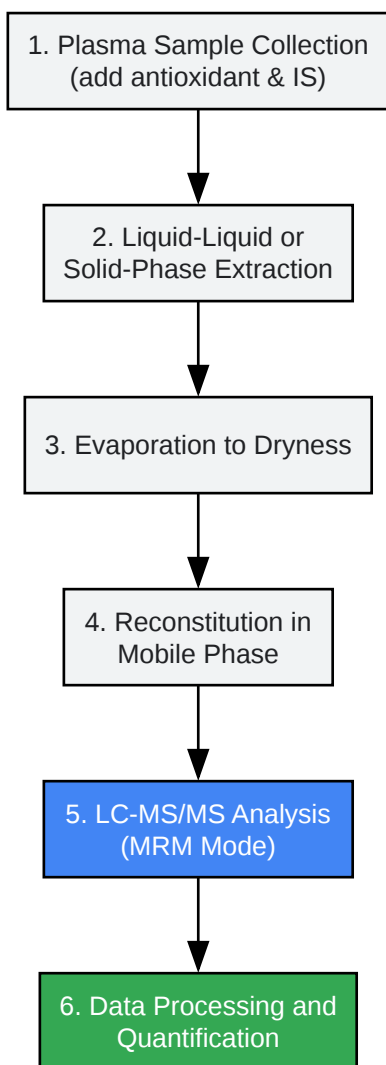 1. Plasma Sample Collection
(add antioxidant & IS)
2. Liquid-Liquid or
Solid-Phase Extraction
3. Evaporation to Dryness
4. Reconstitution in
Mobile Phase
5. LC-MS/MS Analysis
(MRM Mode)
6. Data Processing and
Quantification